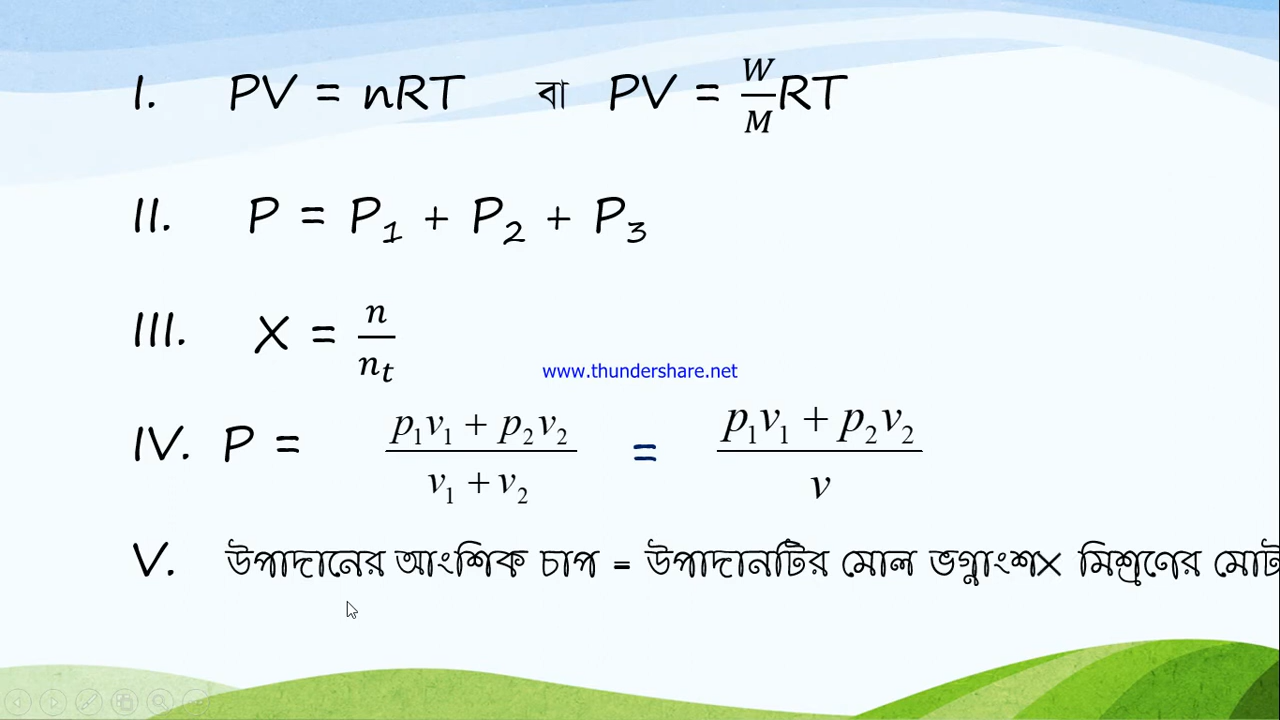 I. PV = nRT বা PV = W/M RT
II. P = P₁ + P₂ + P₃
III. X = n/nₜ
www.thundershare.net
IV. P = (p₁v₁ + p₂v₂)/(v₁ + v₂) = (p₁v₁ + p₂v₂)/v
V. উপাদানের আংশিক চাপ = উপাদানটির মোল ভগ্নাংশ× মিশ্রণের মোট